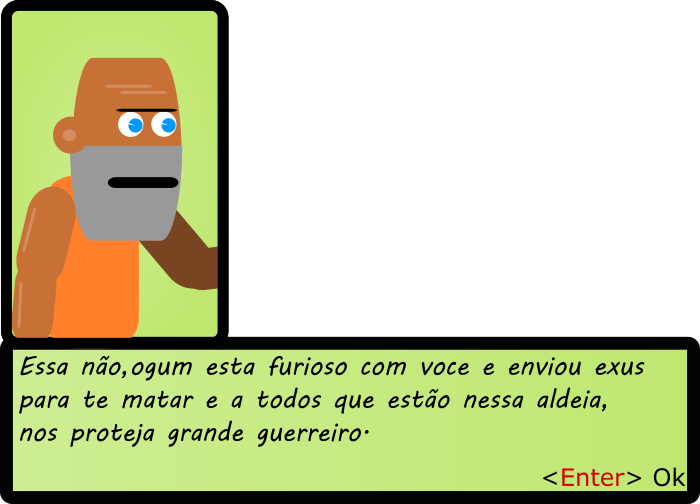 Essa não,ogum esta furioso com voce e enviou exus
para te matar e a todos que estão nessa aldeia,
nos proteja grande guerreiro.
<Enter> Ok